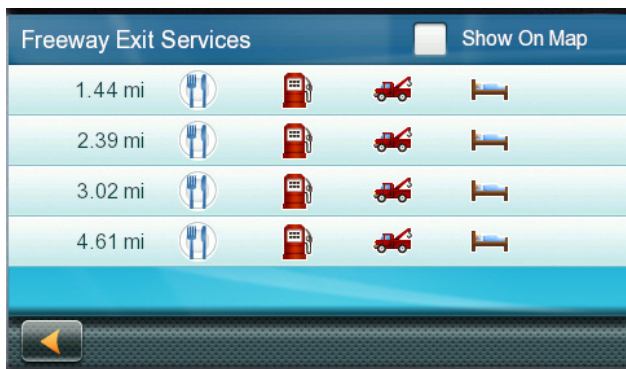 Freeway Exit Services Show On Map
1.44 mi
2.39 mi
3.02 mi
4.61 mi